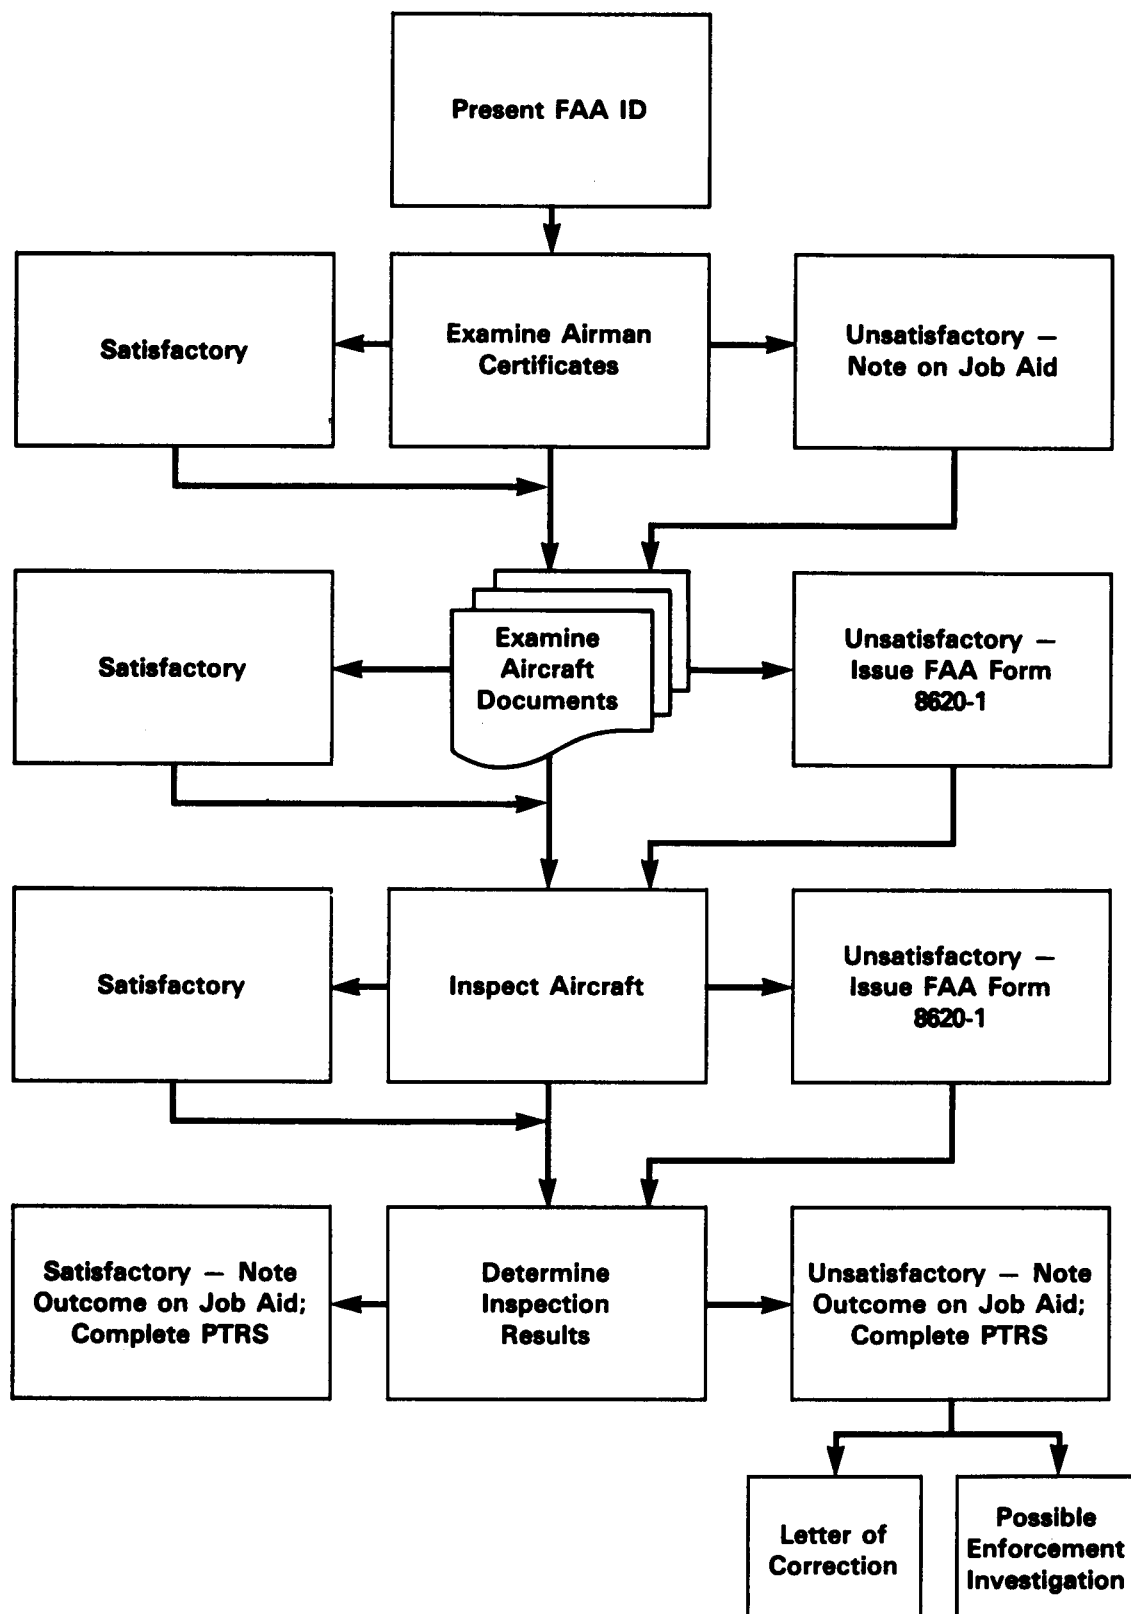 Present FAA ID
Satisfactory
Examine Airman
Certificates
Unsatisfactory —
Note on Job Aid
Satisfactory
Examine
Aircraft
Documents
Unsatisfactory —
Issue FAA Form
8620-1
Satisfactory
Inspect Aircraft
Unsatisfactory —
Issue FAA Form
8620-1
Satisfactory — Note
Outcome on Job Aid;
Complete PTRS
Determine
Inspection
Results
Unsatisfactory — Note
Outcome on Job Aid;
Complete PTRS
Letter of
Correction
Possible
Enforcement
Investigation